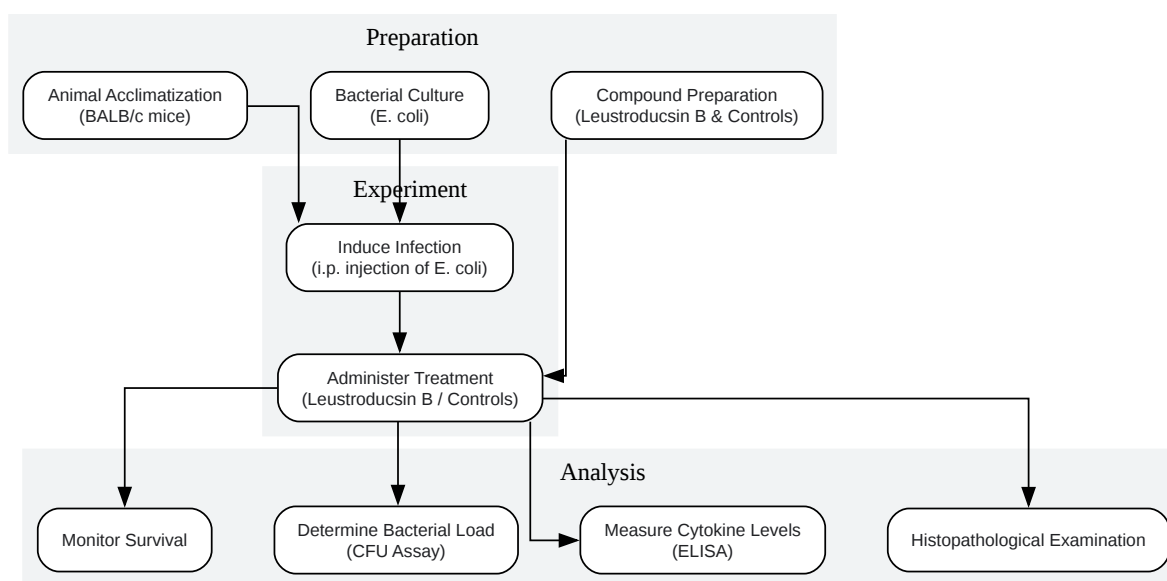 Preparation
Animal Acclimatization
(BALB/c mice)
Bacterial Culture
(E. coli)
Compound Preparation
(Leustroducsin B & Controls)
Experiment
Induce Infection
(i.p. injection of E. coli)
Administer Treatment
(Leustroducsin B / Controls)
Analysis
Monitor Survival
Determine Bacterial Load
(CFU Assay)
Measure Cytokine Levels
(ELISA)
Histopathological Examination